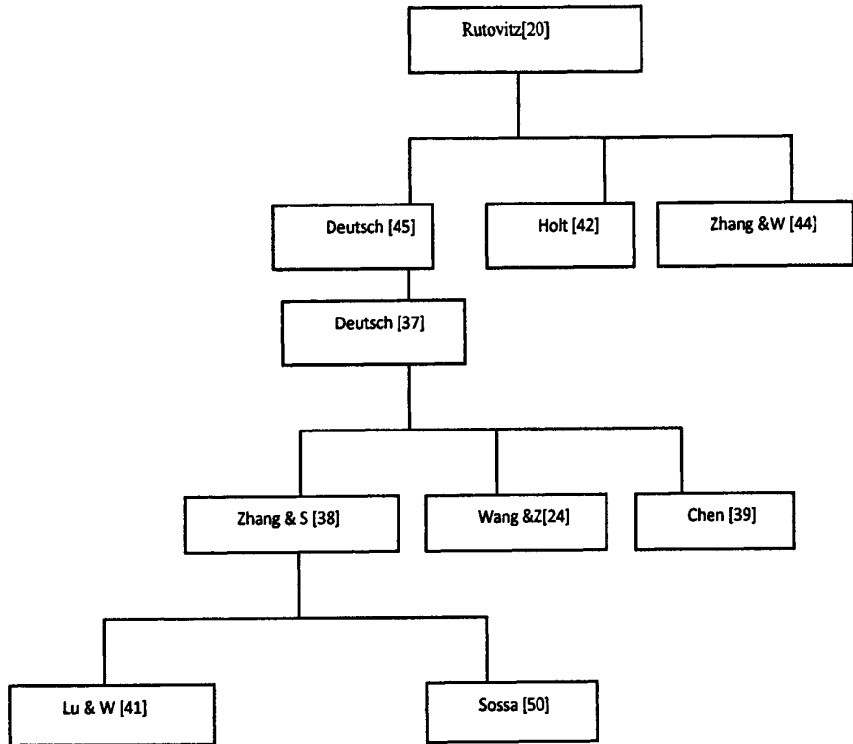 Rutovitz[20]
Deutsch [45]
Holt [42]
Zhang &W [44]
Deutsch [37]
Zhang & S [38]
Wang &Z[24]
Chen [39]
Lu & W [41]
Sossa [50]